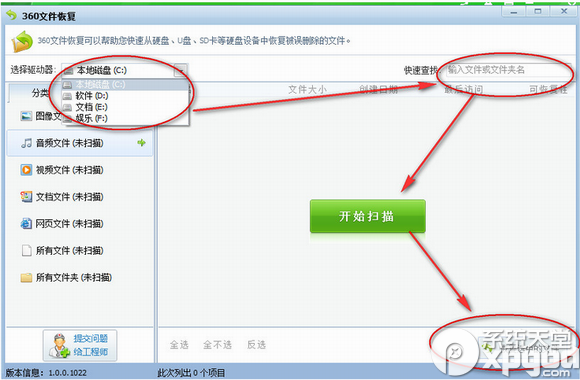 360文件恢复
360文件恢复可以帮助您快速从硬盘、U盘、SD卡等硬盘设备中恢复被误删除的文件。
选择驱动器: 本地磁盘 (C:) 快速查找: 输入文件或文件夹名
本地磁盘 (C:)
软件 (D:)
文档 (E:)
娱乐 (F:)
分类 文件大小 创建日期 最后访问 可恢复性
图像文
音频文件 (未扫描)
视频文件 (未扫描)
文档文件 (未扫描)
网页文件 (未扫描)
所有文件 (未扫描)
所有文件夹 (未扫描)
开始扫描
提交问题
给工程师
全选 全不选 反选
系统天堂
xpgod
版本信息: 1.0.0.1022 此次列出 0 个项目